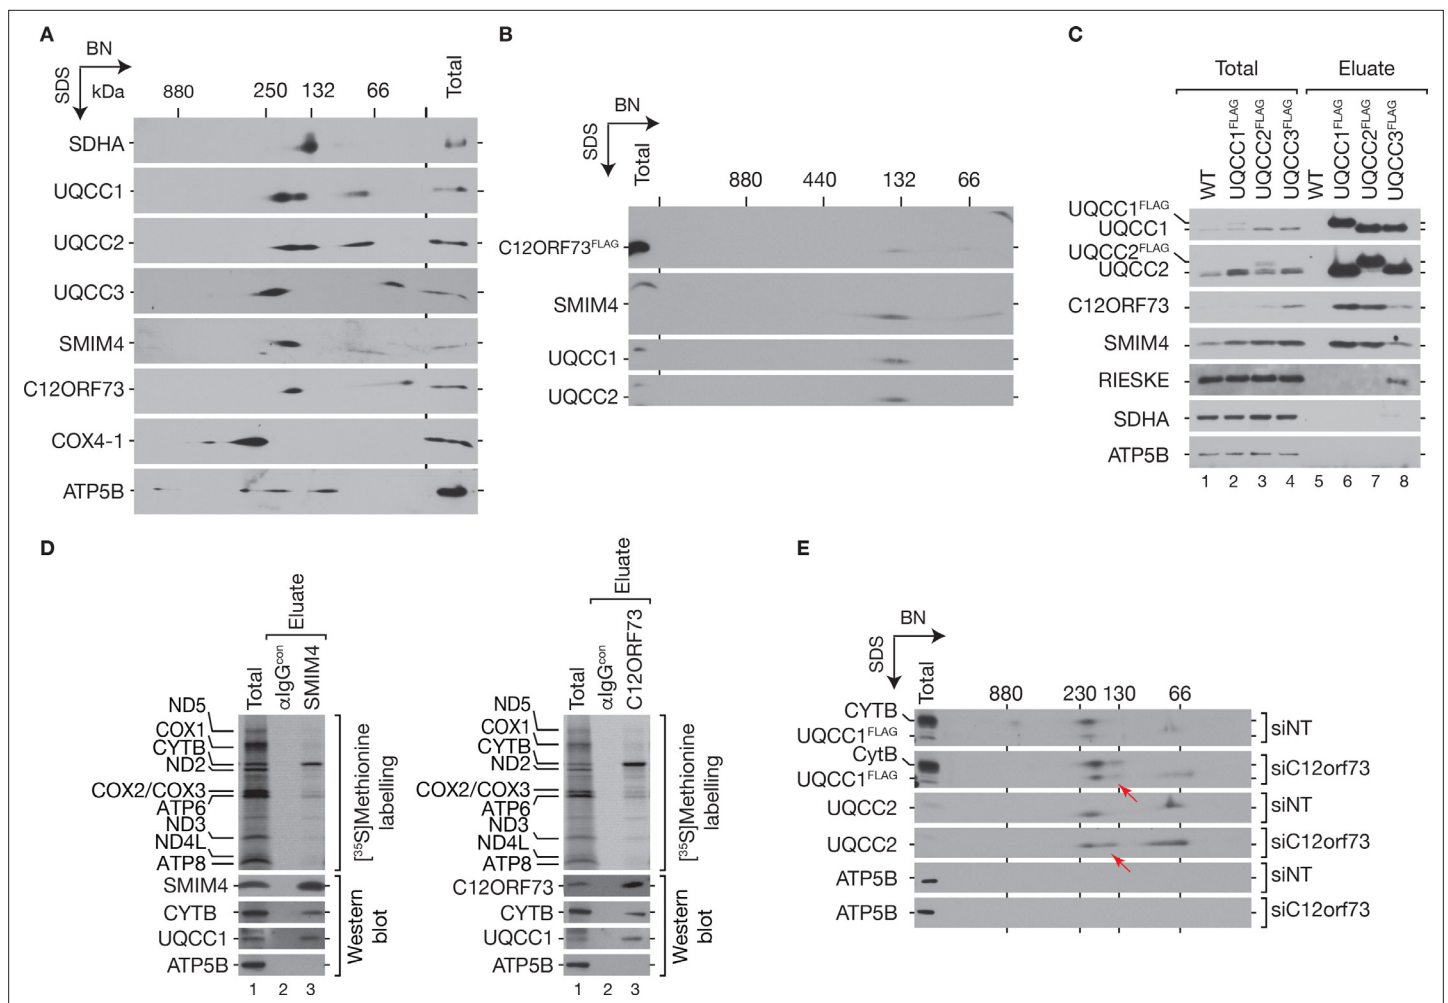 A
BN
SDS
kDa
880
250
132
66
Total
SDHA
UQCC1
UQCC2
UQCC3
SMIM4
C12ORF73
COX4-1
ATP5B
B
BN
SDS
Total
880
440
132
66
C12ORF73FLAG
SMIM4
UQCC1
UQCC2
C
Total
Eluate
WT
UQCC1FLAG
UQCC2FLAG
UQCC3FLAG
WT
UQCC1FLAG
UQCC2FLAG
UQCC3FLAG
UQCC1FLAG
UQCC1
UQCC2FLAG
UQCC2
C12ORF73
SMIM4
RIESKE
SDHA
ATP5B
1 2 3 4 5 6 7 8
D
Eluate
Total
αIgGcon
SMIM4
ND5
COX1
CYTB
ND2
COX2/COX3
ATP6
ND3
ND4L
ATP8
[35S]Methionine
labelling
SMIM4
CYTB
UQCC1
ATP5B
Western
blot
1 2 3
Eluate
Total
αIgGcon
C12ORF73
ND5
COX1
CYTB
ND2
COX2/COX3
ATP6
ND3
ND4L
ATP8
[35S]Methionine
labelling
C12ORF73
CYTB
UQCC1
ATP5B
Western
blot
1 2 3
E
BN
SDS
Total
880
230
130
66
CYTB
UQCC1FLAG
siNT
CytB
UQCC1FLAG
siC12orf73
UQCC2
siNT
UQCC2
siC12orf73
ATP5B
siNT
ATP5B
siC12orf73